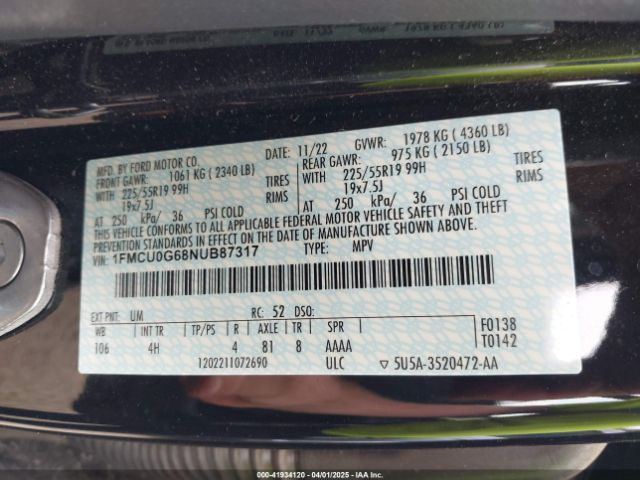 MFD. BY FORD MOTOR CO.
11/22 GVWR: 1978 KG ( 4360 LB)
FRONT GAWR: 1061 KG ( 2340 LB)
REAR GAWR: 975 KG ( 2150 LB)
WITH 225/55R19 99H TIRES
WITH 225/55R19 99H TIRES
19x7.5J RIMS
19x7.5J RIMS
AT 250 kPa/ 36 PSI COLD
AT 250 kPa/ 36 PSI COLD
THIS VEHICLE CONFORMS TO ALL APPLICABLE FEDERAL MOTOR VEHICLE SAFETY AND THEFT
PREVENTION STANDARDS IN EFFECT ON THE DATE OF MANUFACTURE SHOWN ABOVE.
VIN: 1FMCU0G68NUB87317 TYPE: MPV
EXT PNT: UM RC: 52 DSO:
WB INT TR TP/PS R AXLE TR SPR F0138
106 4H 4 81 8 AAAA T0142
1202211072690 ULC ▽ 5U5A-3520472-AA
000-41934120 - 04/01/2025 - IAAI.CA